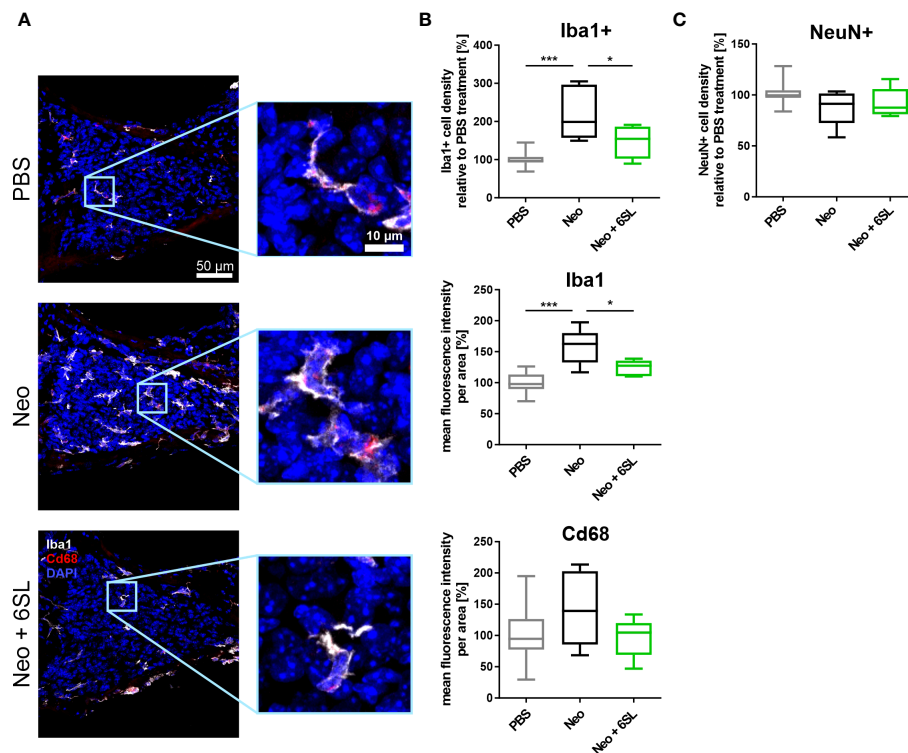 A
PBS
50 µm
10 µm
Neo
Neo + 6SL
Iba1
Cd68
DAPI
B
Iba1+
Iba1+ cell density
relative to PBS treatment [%]
400
300
200
100
0
***
*
PBS
Neo
Neo + 6SL
Iba1
mean fluorescence intensity
per area [%]
250
200
150
100
50
0
***
*
PBS
Neo
Neo + 6SL
Cd68
mean fluorescence intensity
per area [%]
250
200
150
100
50
0
PBS
Neo
Neo + 6SL
C
NeuN+
NeuN+ cell density
relative to PBS treatment [%]
150
100
50
0
PBS
Neo
Neo + 6SL